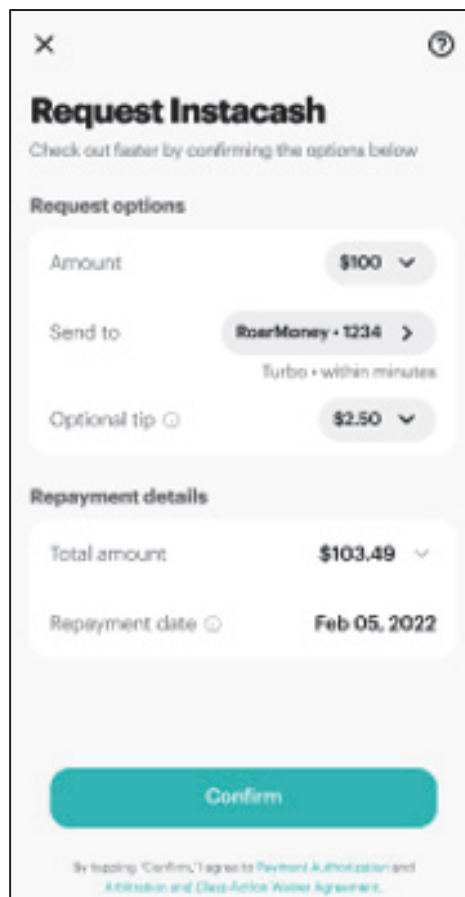 Request Instacash
Check out faster by confirming the options below
Request options
Amount $100
Send to RoarMoney • 1234
Turbo • within minutes
Optional tip $2.50
Repayment details
Total amount $103.49
Repayment date Feb 05, 2022
Confirm
By tapping "Confirm," I agree to Payment Authorization and
Arbitration and Class-Action Waiver Agreement.